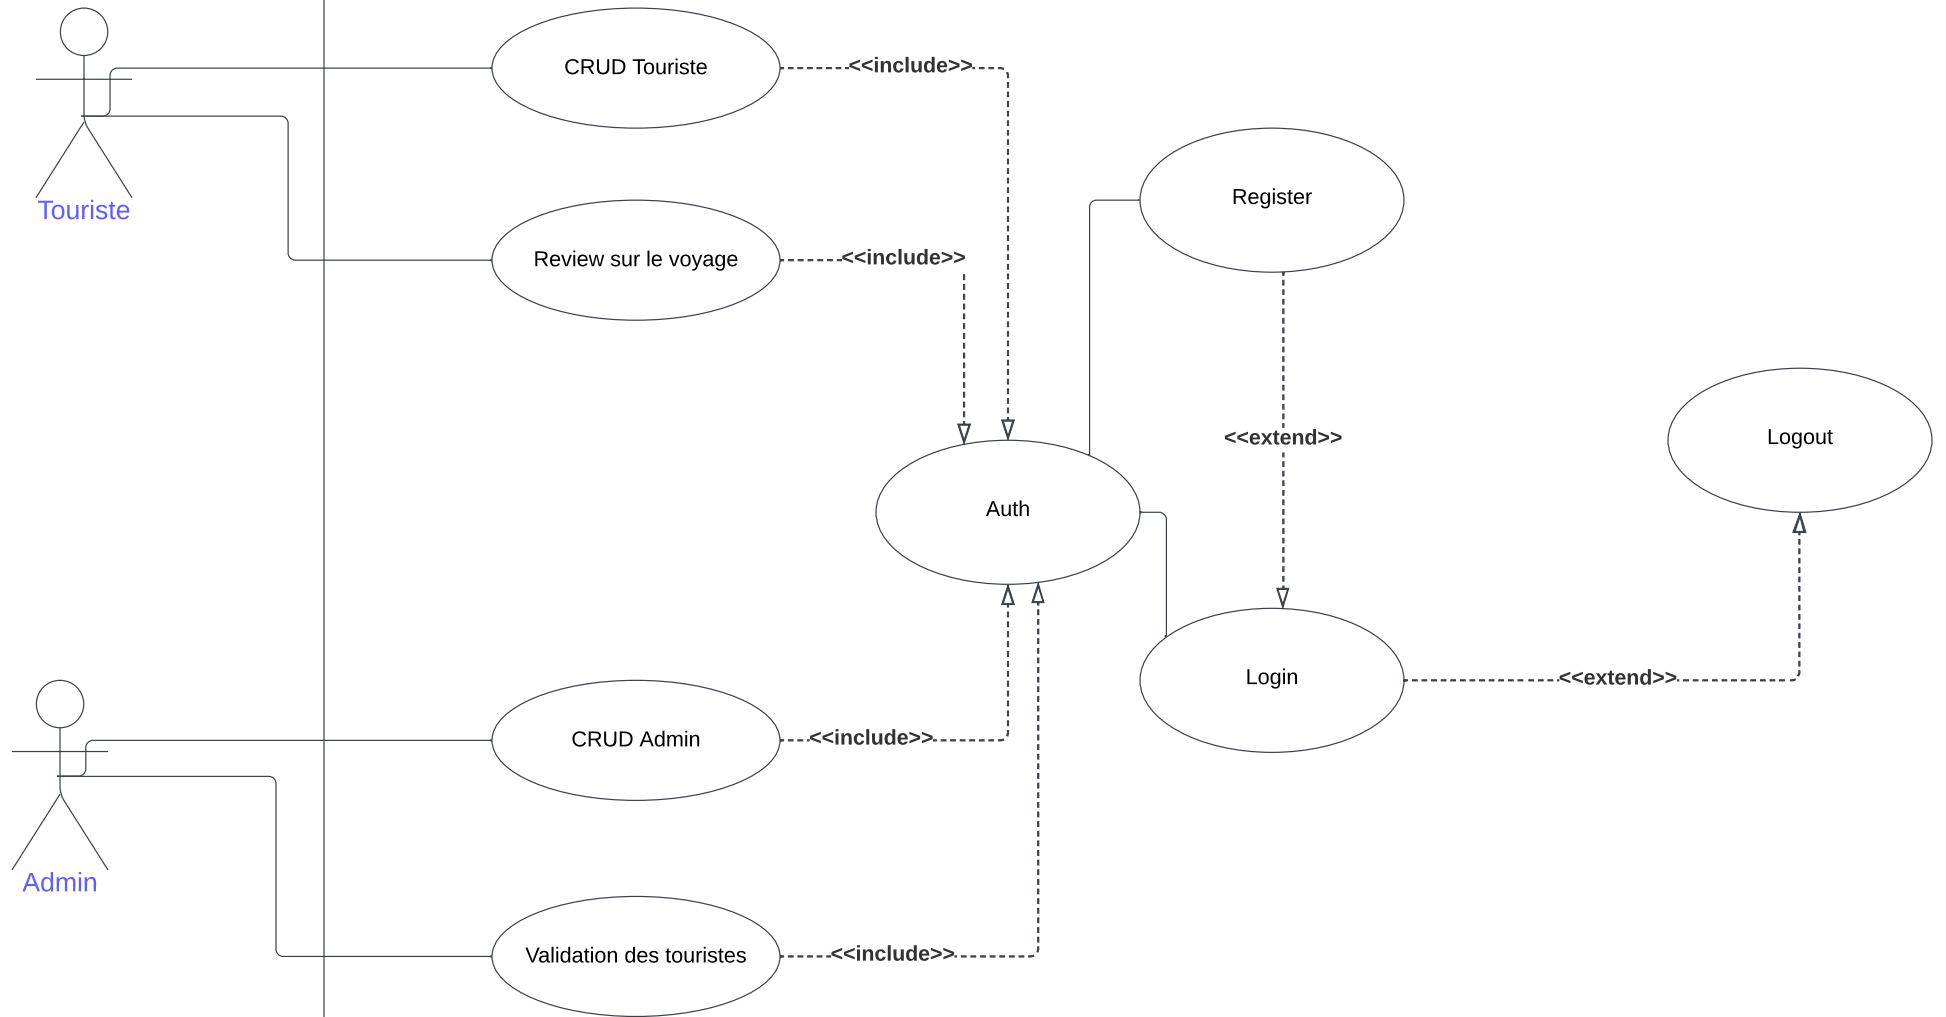 CRUD Touriste
<<include>>
Touriste
Register
Review sur le voyage
<<include>>
<<extend>>
Logout
Auth
Login
<<extend>>
CRUD Admin
<<include>>
Admin
Validation des touristes
<<include>>